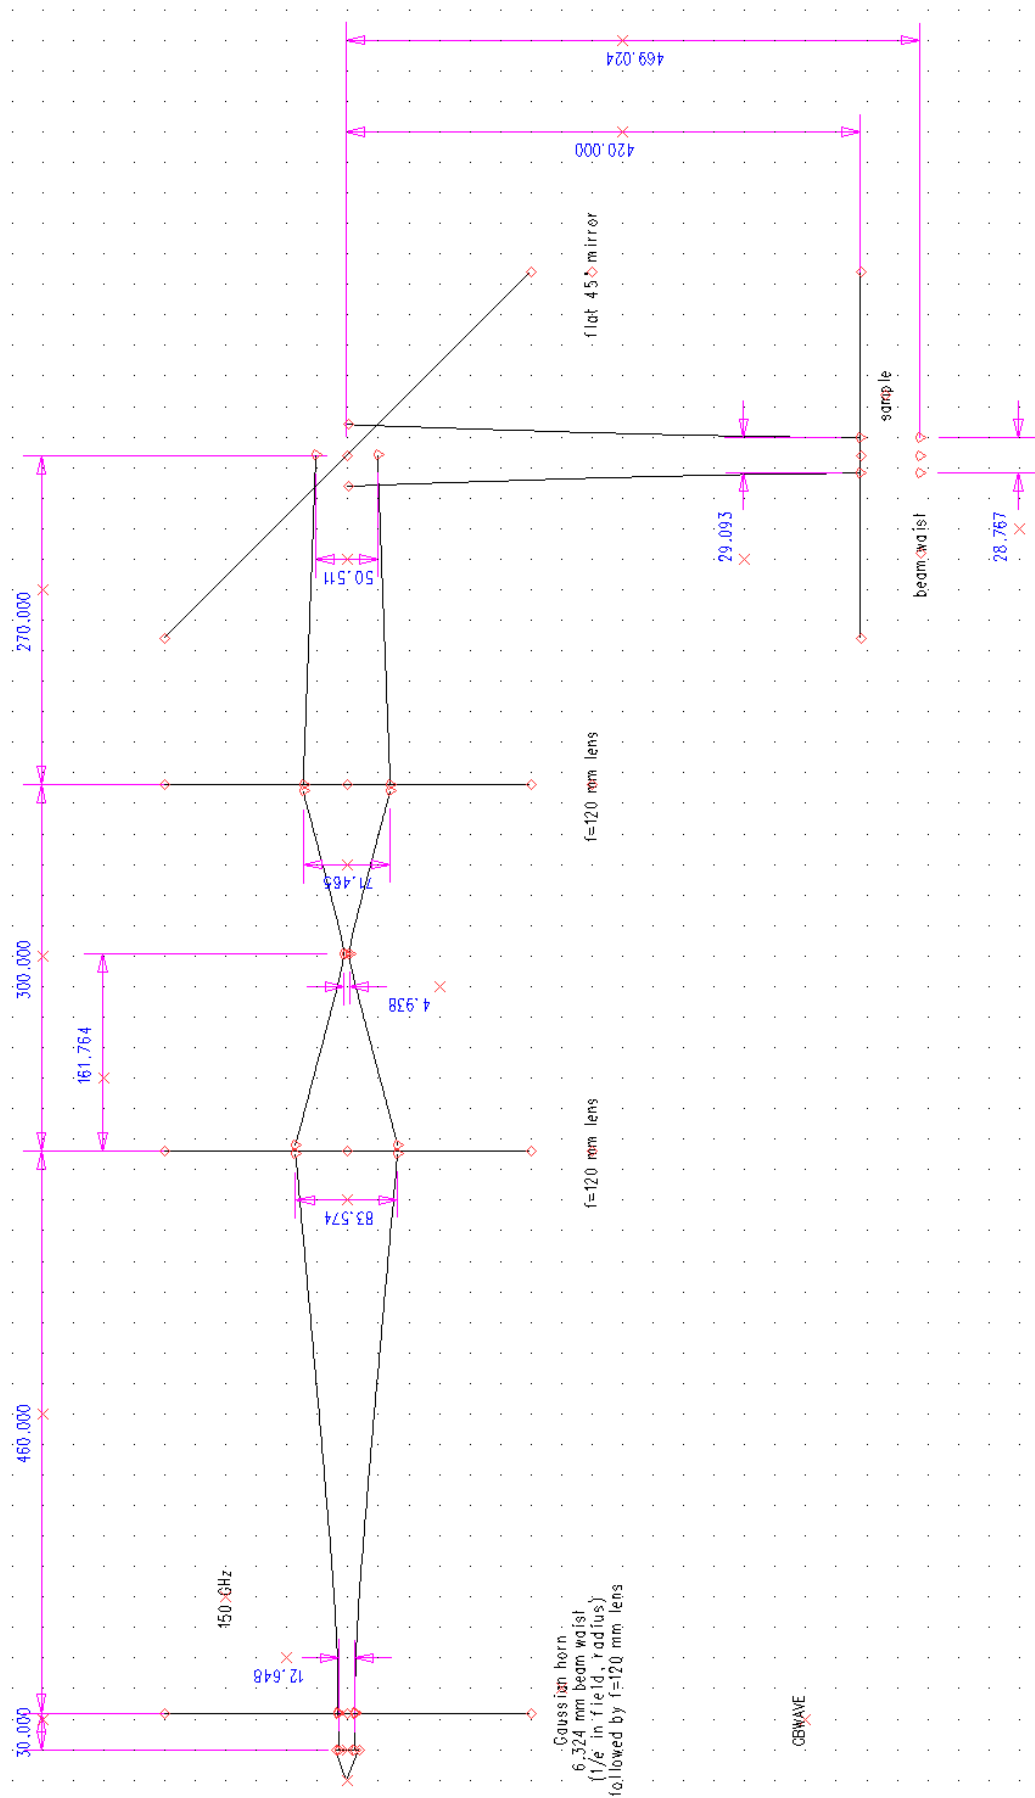 469.024
420.000
flat 45° mirror
sample
29.093
28.767
beam waist
50.511
270.000
f=120 mm lens
71.465
300.000
4.938
161.764
f=120 mm lens
83.574
460.000
150 GHz
12.648
Gaussian horn
6.324 mm beam waist
(1/e in field, radius)
followed by f=120 mm lens
30.000
GBWAVE